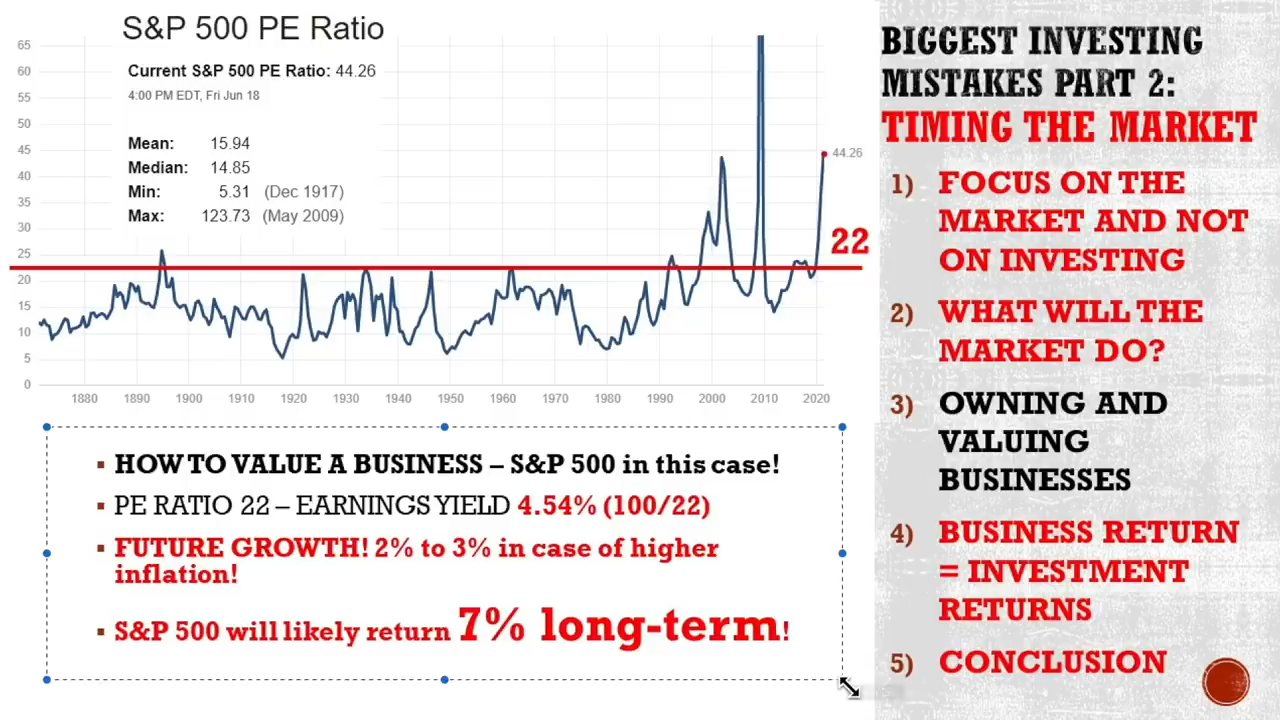 S&P 500 PE Ratio
Current S&P 500 PE Ratio: 44.26
4:00 PM EDT, Fri Jun 18
Mean: 15.94
Median: 14.85
Min: 5.31 (Dec 1917)
Max: 123.73 (May 2009)
65
60
55
50
45
40
35
30
25
20
15
10
5
0
44.26
22
1880 1890 1900 1910 1920 1930 1940 1950 1960 1970 1980 1990 2000 2010 2020
▪ HOW TO VALUE A BUSINESS – S&P 500 in this case!
▪ PE RATIO 22 – EARNINGS YIELD 4.54% (100/22)
▪ FUTURE GROWTH! 2% to 3% in case of higher
inflation!
▪ S&P 500 will likely return 7% long-term!
BIGGEST INVESTING
MISTAKES PART 2:
TIMING THE MARKET
1) FOCUS ON THE
MARKET AND NOT
ON INVESTING
2) WHAT WILL THE
MARKET DO?
3) OWNING AND
VALUING
BUSINESSES
4) BUSINESS RETURN
= INVESTMENT
RETURNS
5) CONCLUSION